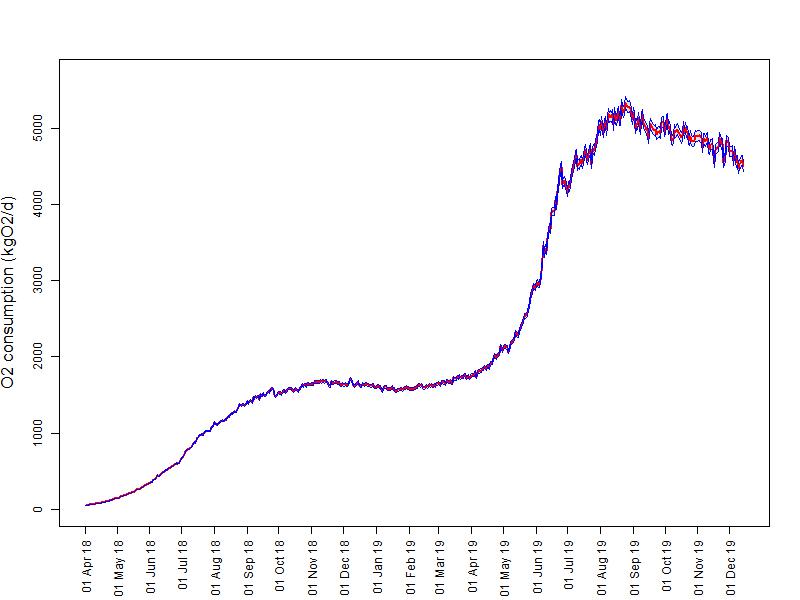 O2 consumption (kgO2/d)
5000
4000
3000
2000
1000
0
01 Apr 18
01 May 18
01 Jun 18
01 Jul 18
01 Aug 18
01 Sep 18
01 Oct 18
01 Nov 18
01 Dec 18
01 Jan 19
01 Feb 19
01 Mar 19
01 Apr 19
01 May 19
01 Jun 19
01 Jul 19
01 Aug 19
01 Sep 19
01 Oct 19
01 Nov 19
01 Dec 19